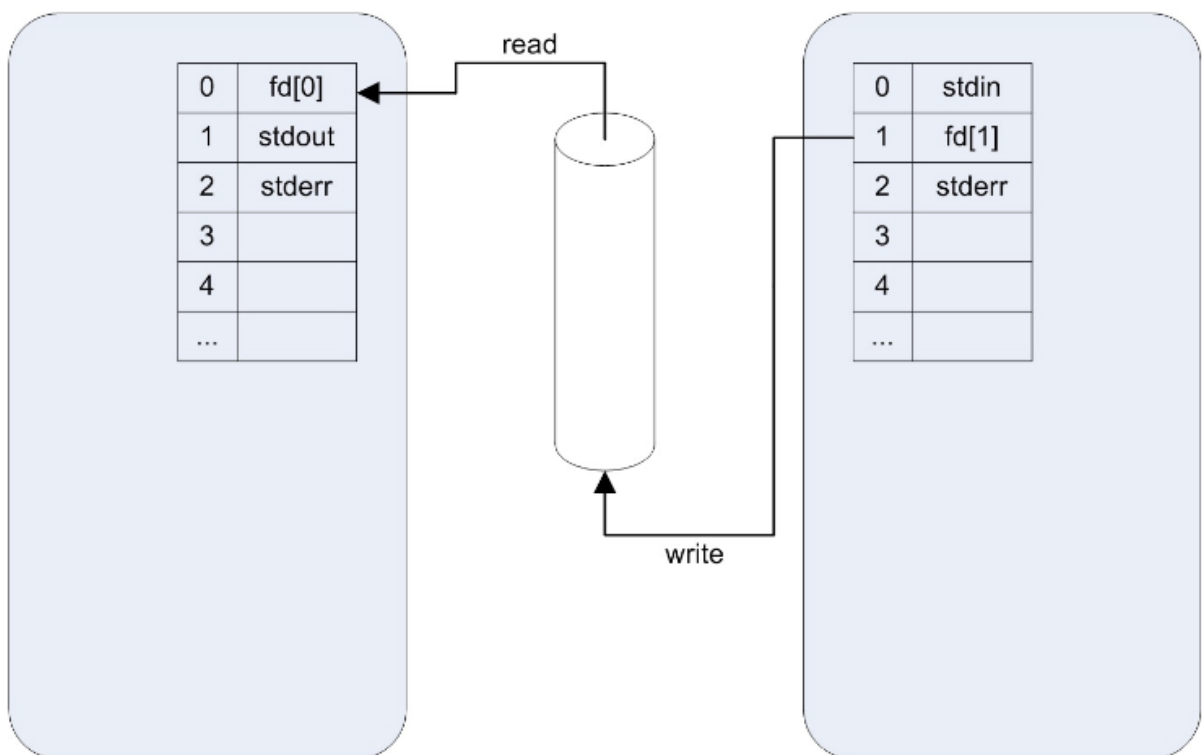 read
0 fd[0]
1 stdout
2 stderr
3
4
...
0 stdin
1 fd[1]
2 stderr
3
4
...
write